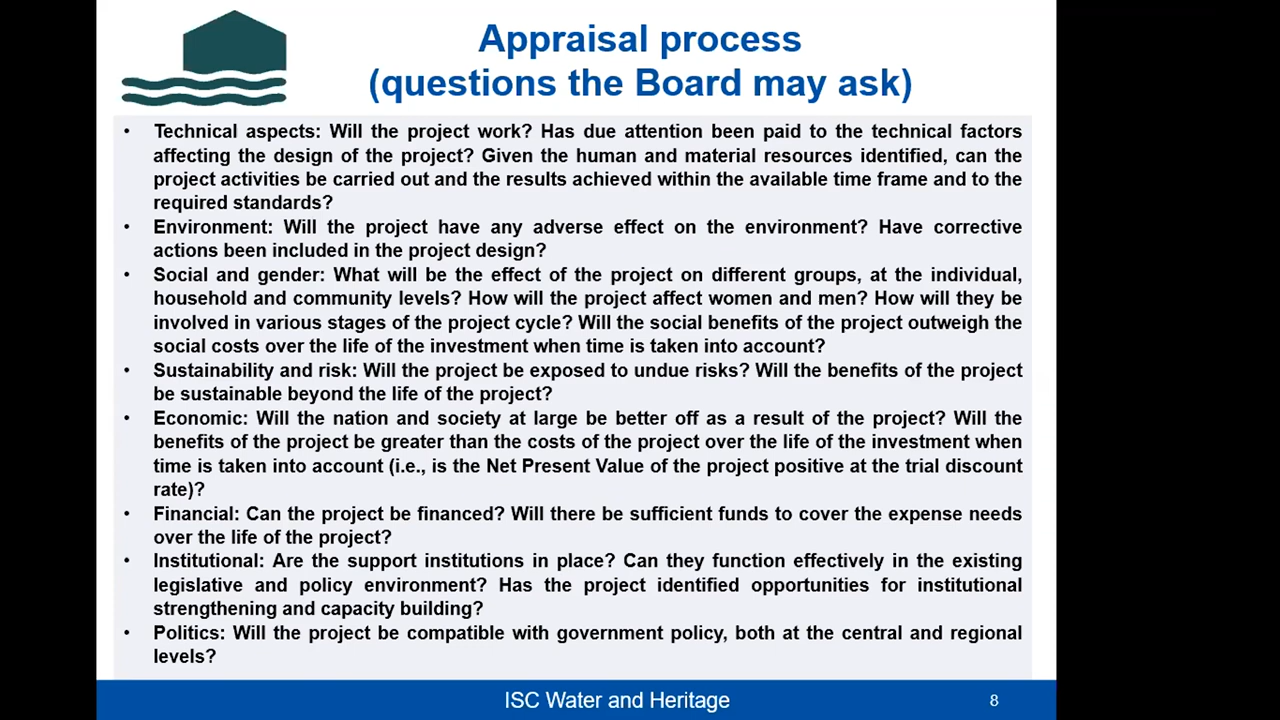 Appraisal process
(questions the Board may ask)
• Technical aspects: Will the project work? Has due attention been paid to the technical factors
affecting the design of the project? Given the human and material resources identified, can the
project activities be carried out and the results achieved within the available time frame and to the
required standards?
• Environment: Will the project have any adverse effect on the environment? Have corrective
actions been included in the project design?
• Social and gender: What will be the effect of the project on different groups, at the individual,
household and community levels? How will the project affect women and men? How will they be
involved in various stages of the project cycle? Will the social benefits of the project outweigh the
social costs over the life of the investment when time is taken into account?
• Sustainability and risk: Will the project be exposed to undue risks? Will the benefits of the project
be sustainable beyond the life of the project?
• Economic: Will the nation and society at large be better off as a result of the project? Will the
benefits of the project be greater than the costs of the project over the life of the investment when
time is taken into account (i.e., is the Net Present Value of the project positive at the trial discount
rate)?
• Financial: Can the project be financed? Will there be sufficient funds to cover the expense needs
over the life of the project?
• Institutional: Are the support institutions in place? Can they function effectively in the existing
legislative and policy environment? Has the project identified opportunities for institutional
strengthening and capacity building?
• Politics: Will the project be compatible with government policy, both at the central and regional
levels?
ISC Water and Heritage
8